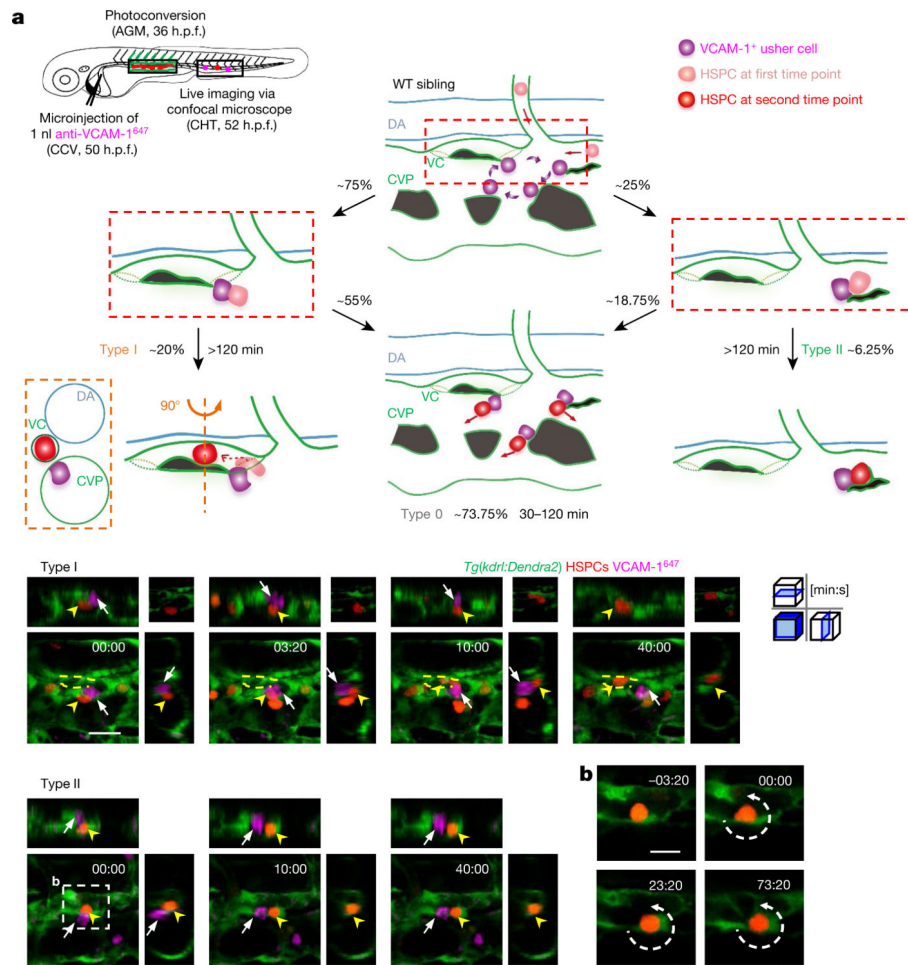 a
Photoconversion
(AGM, 36 h.p.f.)
Microinjection of
1 nl anti-VCAM-1⁶⁴⁷
(CCV, 50 h.p.f.)
Live imaging via
confocal microscope
(CHT, 52 h.p.f.)
WT sibling
DA
VC
CVP
VCAM-1⁺ usher cell
HSPC at first time point
HSPC at second time point
~75%
~25%
~55%
~18.75%
Type I ~20% >120 min
>120 min Type II ~6.25%
DA
VC
CVP
90°
DA
VC
CVP
Type 0 ~73.75% 30–120 min
Type I
Tg(kdrl:Dendra2) HSPCs VCAM-1⁶⁴⁷
[min:s]
00:00
03:20
10:00
40:00
Type II
00:00
b
10:00
40:00
b
–03:20
00:00
23:20
73:20